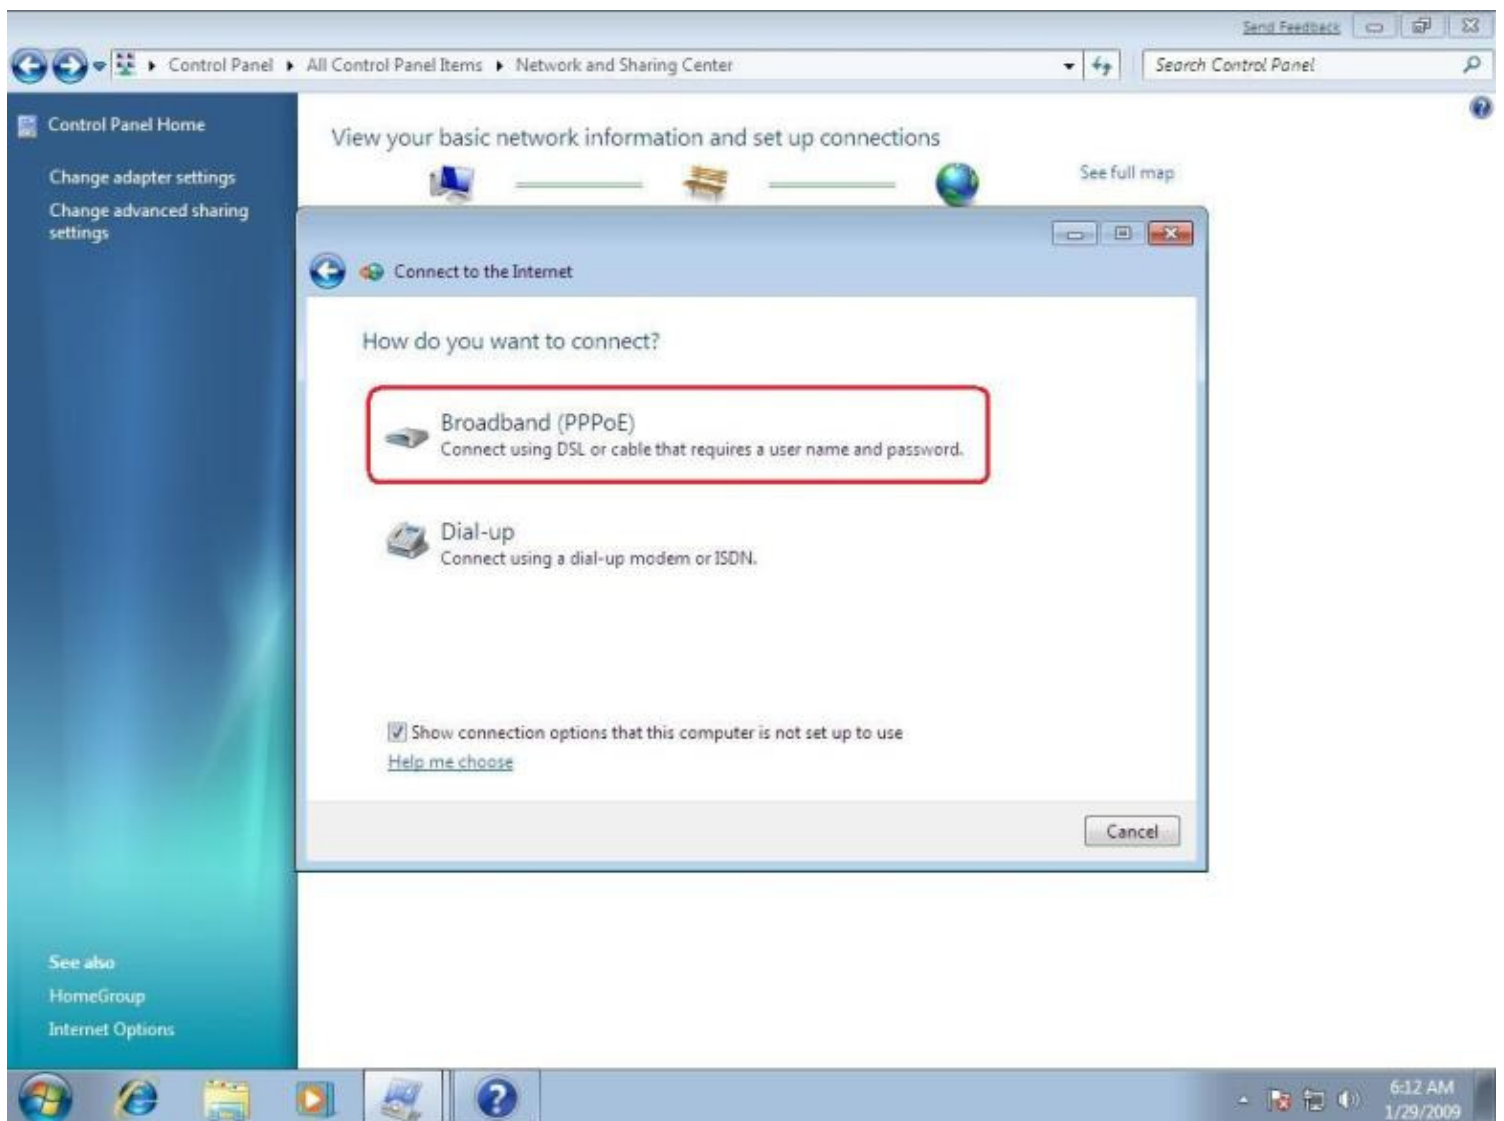 Send Feedback
Control Panel
All Control Panel Items
Network and Sharing Center
Search Control Panel
Control Panel Home
Change adapter settings
Change advanced sharing
settings
View your basic network information and set up connections
See full map
Connect to the Internet
How do you want to connect?
Broadband (PPPoE)
Connect using DSL or cable that requires a user name and password.
Dial-up
Connect using a dial-up modem or ISDN.
Show connection options that this computer is not set up to use
Help me choose
Cancel
See also
HomeGroup
Internet Options
6:12 AM
1/29/2009